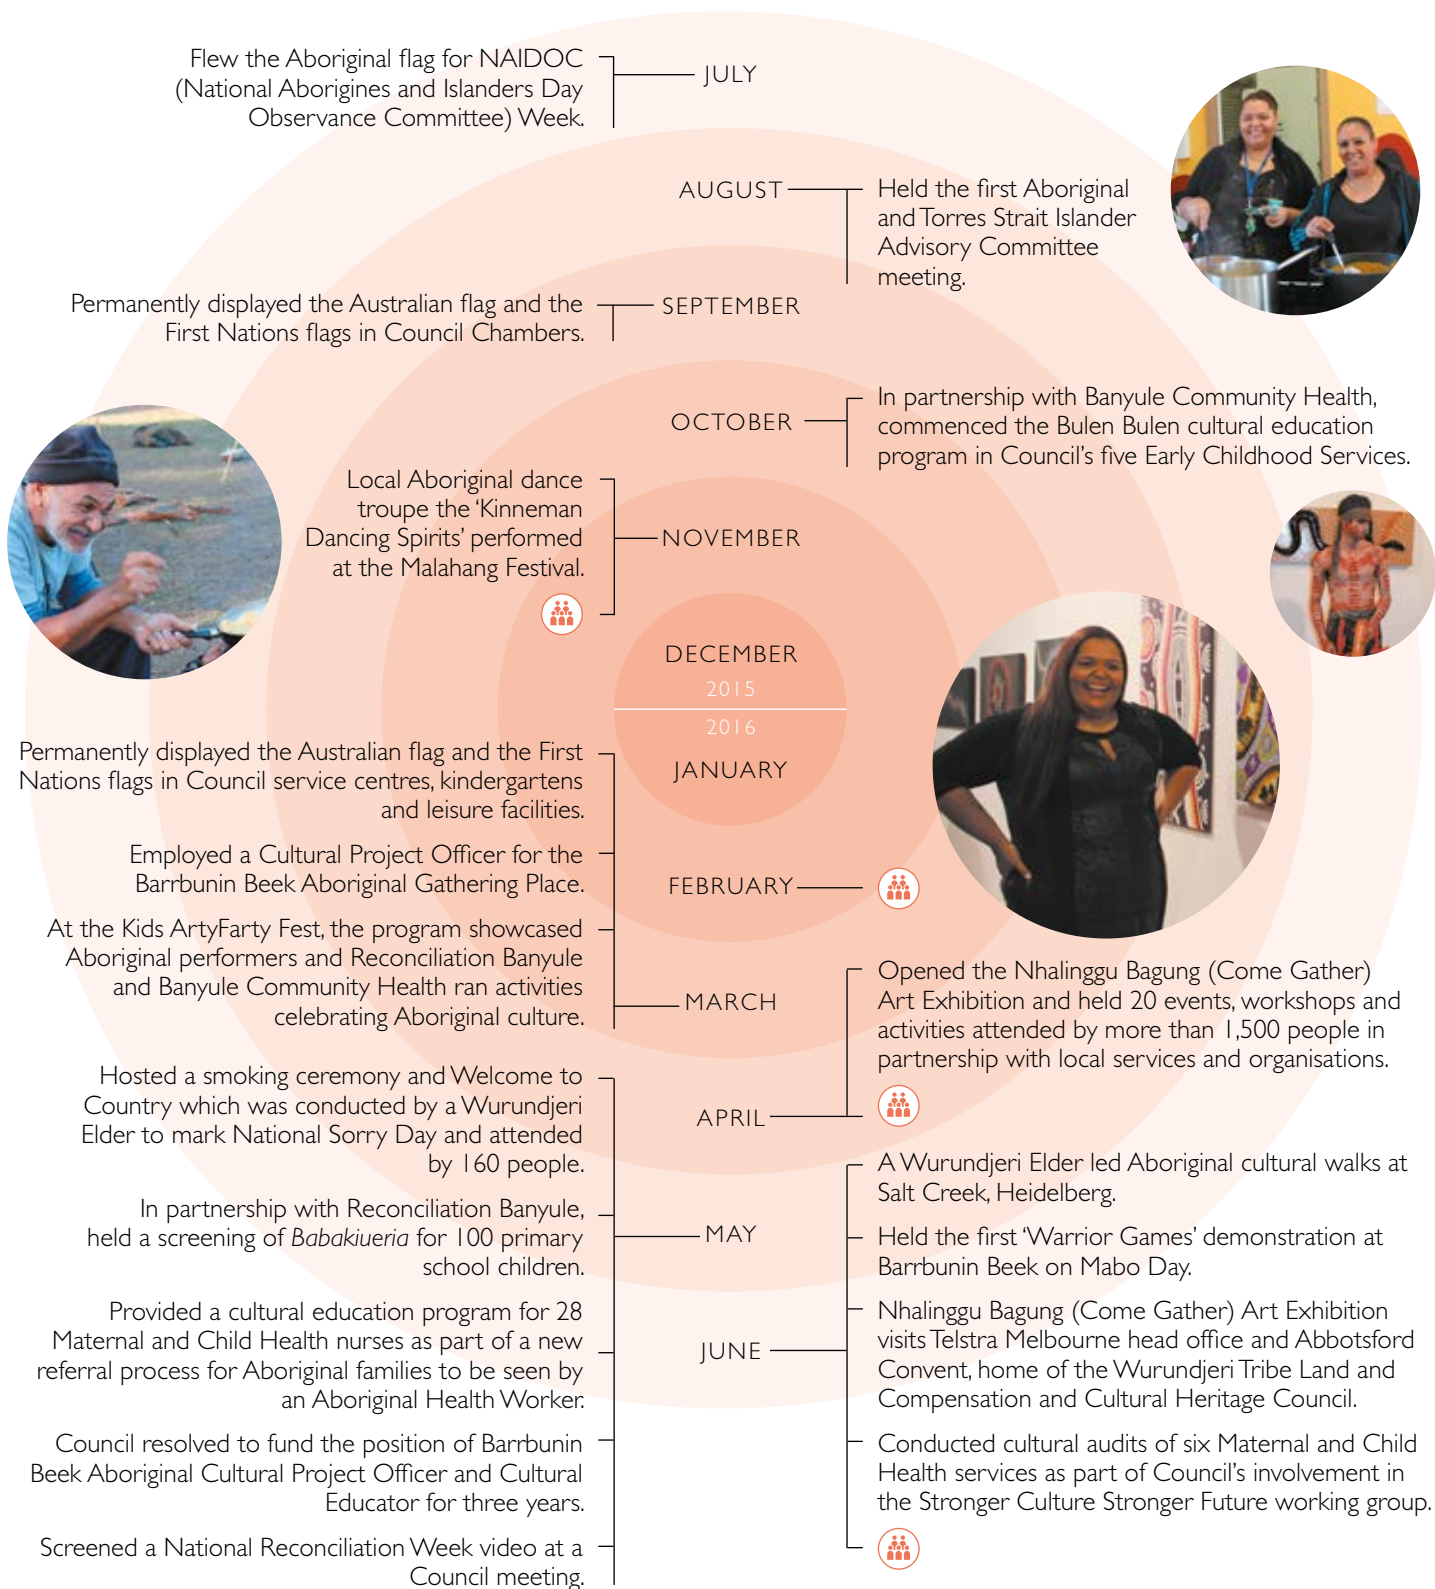 Flew the Aboriginal flag for NAIDOC
(National Aborigines and Islanders Day
Observance Committee) Week.
JULY
AUGUST
Held the first Aboriginal
and Torres Strait Islander
Advisory Committee
meeting.
Permanently displayed the Australian flag and the
First Nations flags in Council Chambers.
SEPTEMBER
OCTOBER
In partnership with Banyule Community Health,
commenced the Bulen Bulen cultural education
program in Council's five Early Childhood Services.
Local Aboriginal dance
troupe the 'Kinneman
Dancing Spirits' performed
at the Malahang Festival.
NOVEMBER
DECEMBER
2015
2016
JANUARY
Permanently displayed the Australian flag and the First
Nations flags in Council service centres, kindergartens
and leisure facilities.
Employed a Cultural Project Officer for the
Barrbunin Beek Aboriginal Gathering Place.
FEBRUARY
At the Kids ArtyFarty Fest, the program showcased
Aboriginal performers and Reconciliation Banyule
and Banyule Community Health ran activities
celebrating Aboriginal culture.
MARCH
Opened the Nhalinggu Bagung (Come Gather)
Art Exhibition and held 20 events, workshops and
activities attended by more than 1,500 people in
partnership with local services and organisations.
APRIL
Hosted a smoking ceremony and Welcome to
Country which was conducted by a Wurundjeri
Elder to mark National Sorry Day and attended
by 160 people.
In partnership with Reconciliation Banyule,
held a screening of Babakiueria for 100 primary
school children.
MAY
Provided a cultural education program for 28
Maternal and Child Health nurses as part of a new
referral process for Aboriginal families to be seen by
an Aboriginal Health Worker.
Council resolved to fund the position of Barrbunin
Beek Aboriginal Cultural Project Officer and Cultural
Educator for three years.
Screened a National Reconciliation Week video at a
Council meeting.
A Wurundjeri Elder led Aboriginal cultural walks at
Salt Creek, Heidelberg.
Held the first 'Warrior Games' demonstration at
Barrbunin Beek on Mabo Day.
JUNE
Nhalinggu Bagung (Come Gather) Art Exhibition
visits Telstra Melbourne head office and Abbotsford
Convent, home of the Wurundjeri Tribe Land and
Compensation and Cultural Heritage Council.
Conducted cultural audits of six Maternal and Child
Health services as part of Council's involvement in
the Stronger Culture Stronger Future working group.